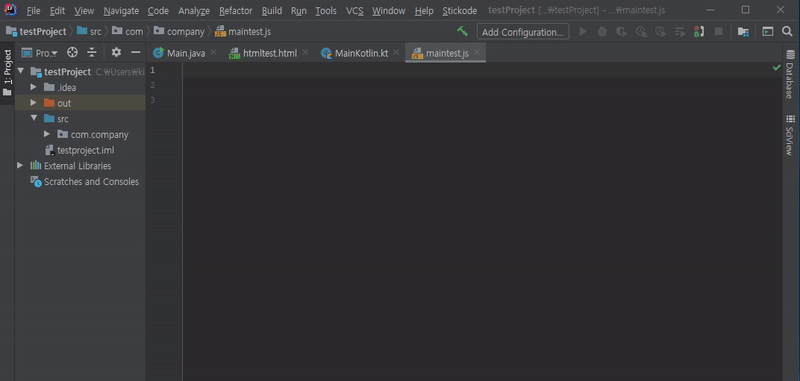 File Edit View Navigate Code Analyze Refactor Build Run Tools VCS Window Help Stickode testProject [...₩testProject] - ...₩maintest.js
testProject src com company maintest.js Add Configuration...
Pro... Main.java htmltest.html MainKotlin.kt maintest.js
1: Project
testProject C:₩Users₩ki
.idea
out
src
com.company
testproject.iml
External Libraries
Scratches and Consoles
1
2
3
Database
SciView